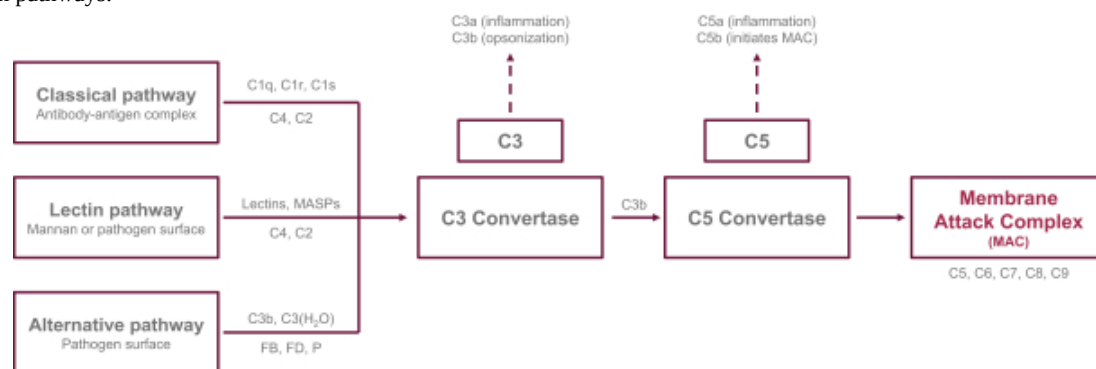 pathways.
C3a (inflammation)
C3b (opsonization)
C5a (inflammation)
C5b (initiates MAC)
Classical pathway
Antibody-antigen complex
C1q, C1r, C1s
C4, C2
C3
C5
Lectin pathway
Mannan or pathogen surface
Lectins, MASPs
C4, C2
C3 Convertase
C3b
C5 Convertase
Membrane
Attack Complex
(MAC)
C5, C6, C7, C8, C9
Alternative pathway
Pathogen surface
C3b, C3(H₂O)
FB, FD, P